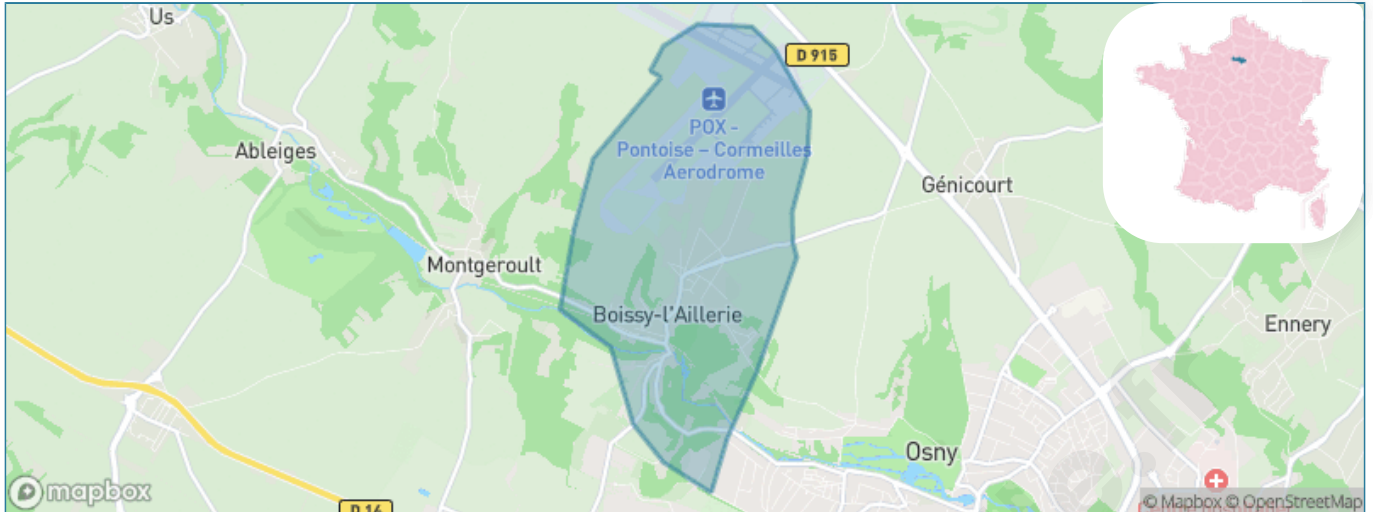 Us
D 915
POX -
Pontoise – Cormeilles
Aerodrome
Ableiges
Génicourt
Montgeroult
Boissy-l'Aillerie
Ennery
Osny
mapbox
D 14
© Mapbox © OpenStreetMap